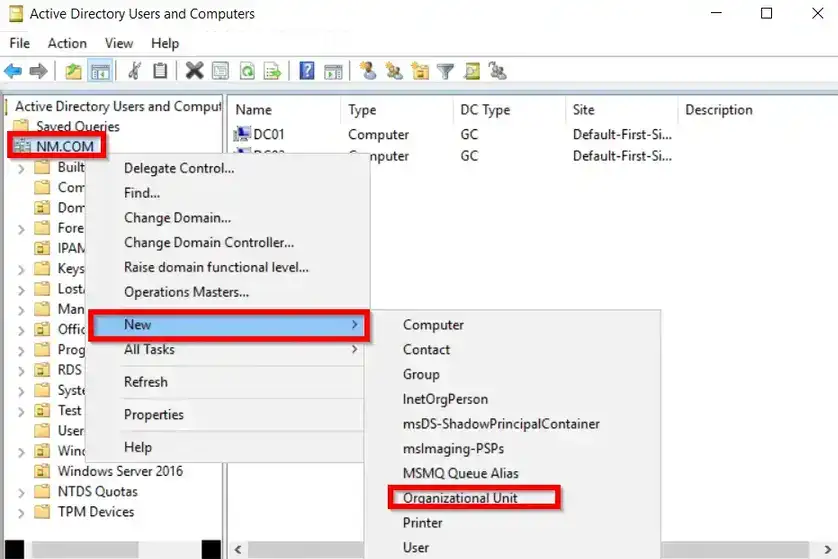 Active Directory Users and Computers
File Action View Help
Active Directory Users and Comput
Saved Queries
NM.COM
Built
Com
Dom
Fore
IPAM
Keys
Lost
Man
Offic
Prog
RDS
Syste
Test
User
Wind
Windows Server 2016
NTDS Quotas
TPM Devices
Name Type DC Type Site Description
DC01 Computer GC Default-First-Si...
Computer GC Default-First-Si...
Delegate Control...
Find...
Change Domain...
Change Domain Controller...
Raise domain functional level...
Operations Masters...
New
All Tasks
Refresh
Properties
Help
Computer
Contact
Group
InetOrgPerson
msDS-ShadowPrincipalContainer
msImaging-PSPs
MSMQ Queue Alias
Organizational Unit
Printer
User